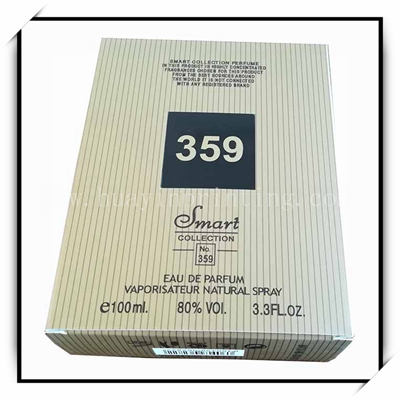 SMART COLLECTION PERFUME
IN THIS PRODUCT IS HIGHLY CONCENTRATED
FRAGRANCES CHOSEN FOR THIS PRODUCT
FROM THE BEST SOURCES AROUND
THE WORLD IT IS NOT CONNECTED
WITH ANY REGISTERED BRAND
359
Smart
COLLECTION
No.
359
EAU DE PARFUM
VAPORISATEUR NATURAL SPRAY
e100ml. 80% VOL. 3.3FL.OZ.